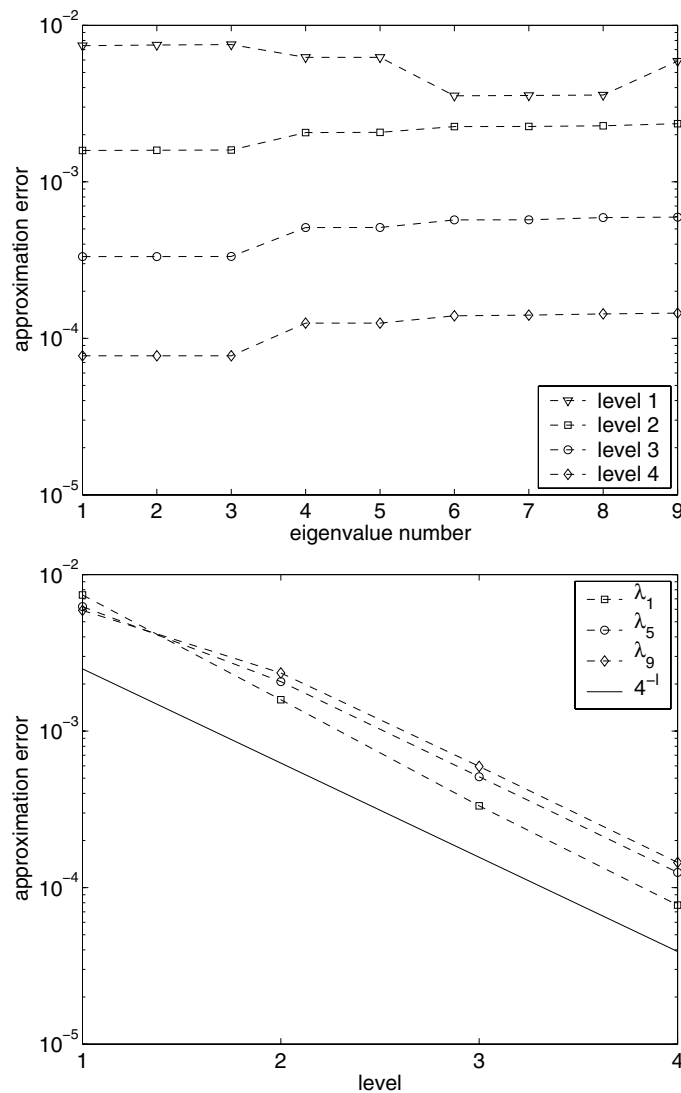 10⁻²
10⁻³
10⁻⁴
10⁻⁵
approximation error
1 2 3 4 5 6 7 8 9
eigenvalue number
level 1
level 2
level 3
level 4
10⁻²
10⁻³
10⁻⁴
10⁻⁵
approximation error
1 2 3 4
level
λ₁
λ₅
λ₉
4⁻ˡ